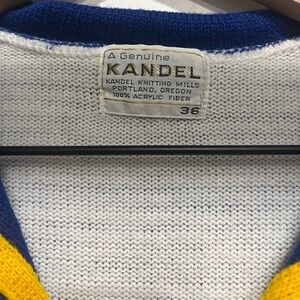 A Genuine
KANDEL
KANDEL KNITTING MILLS
PORTLAND, OREGON
100% ACRYLIC FIBER
36